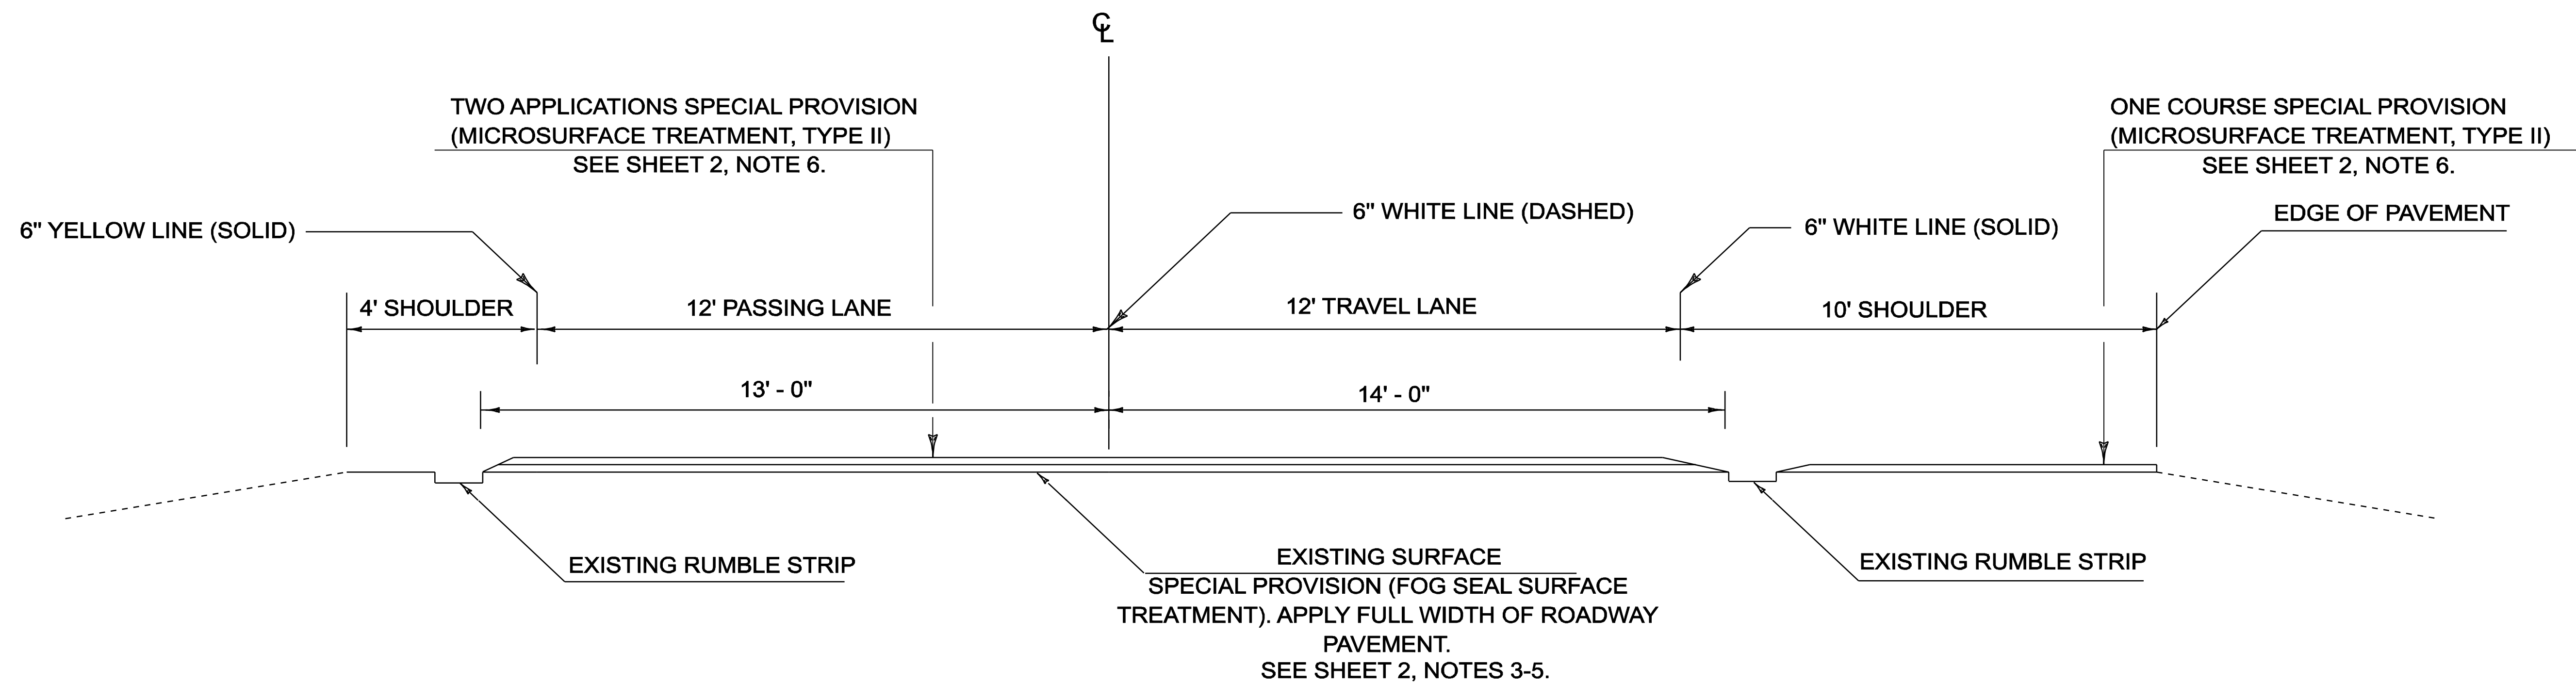 ℄
TWO APPLICATIONS SPECIAL PROVISION
(MICROSURFACE TREATMENT, TYPE II)
SEE SHEET 2, NOTE 6.
ONE COURSE SPECIAL PROVISION
(MICROSURFACE TREATMENT, TYPE II)
SEE SHEET 2, NOTE 6.
6" YELLOW LINE (SOLID)
6" WHITE LINE (DASHED)
6" WHITE LINE (SOLID)
EDGE OF PAVEMENT
4' SHOULDER
12' PASSING LANE
12' TRAVEL LANE
10' SHOULDER
13' - 0"
14' - 0"
EXISTING RUMBLE STRIP
EXISTING SURFACE
SPECIAL PROVISION (FOG SEAL SURFACE
TREATMENT). APPLY FULL WIDTH OF ROADWAY
PAVEMENT.
SEE SHEET 2, NOTES 3-5.
EXISTING RUMBLE STRIP